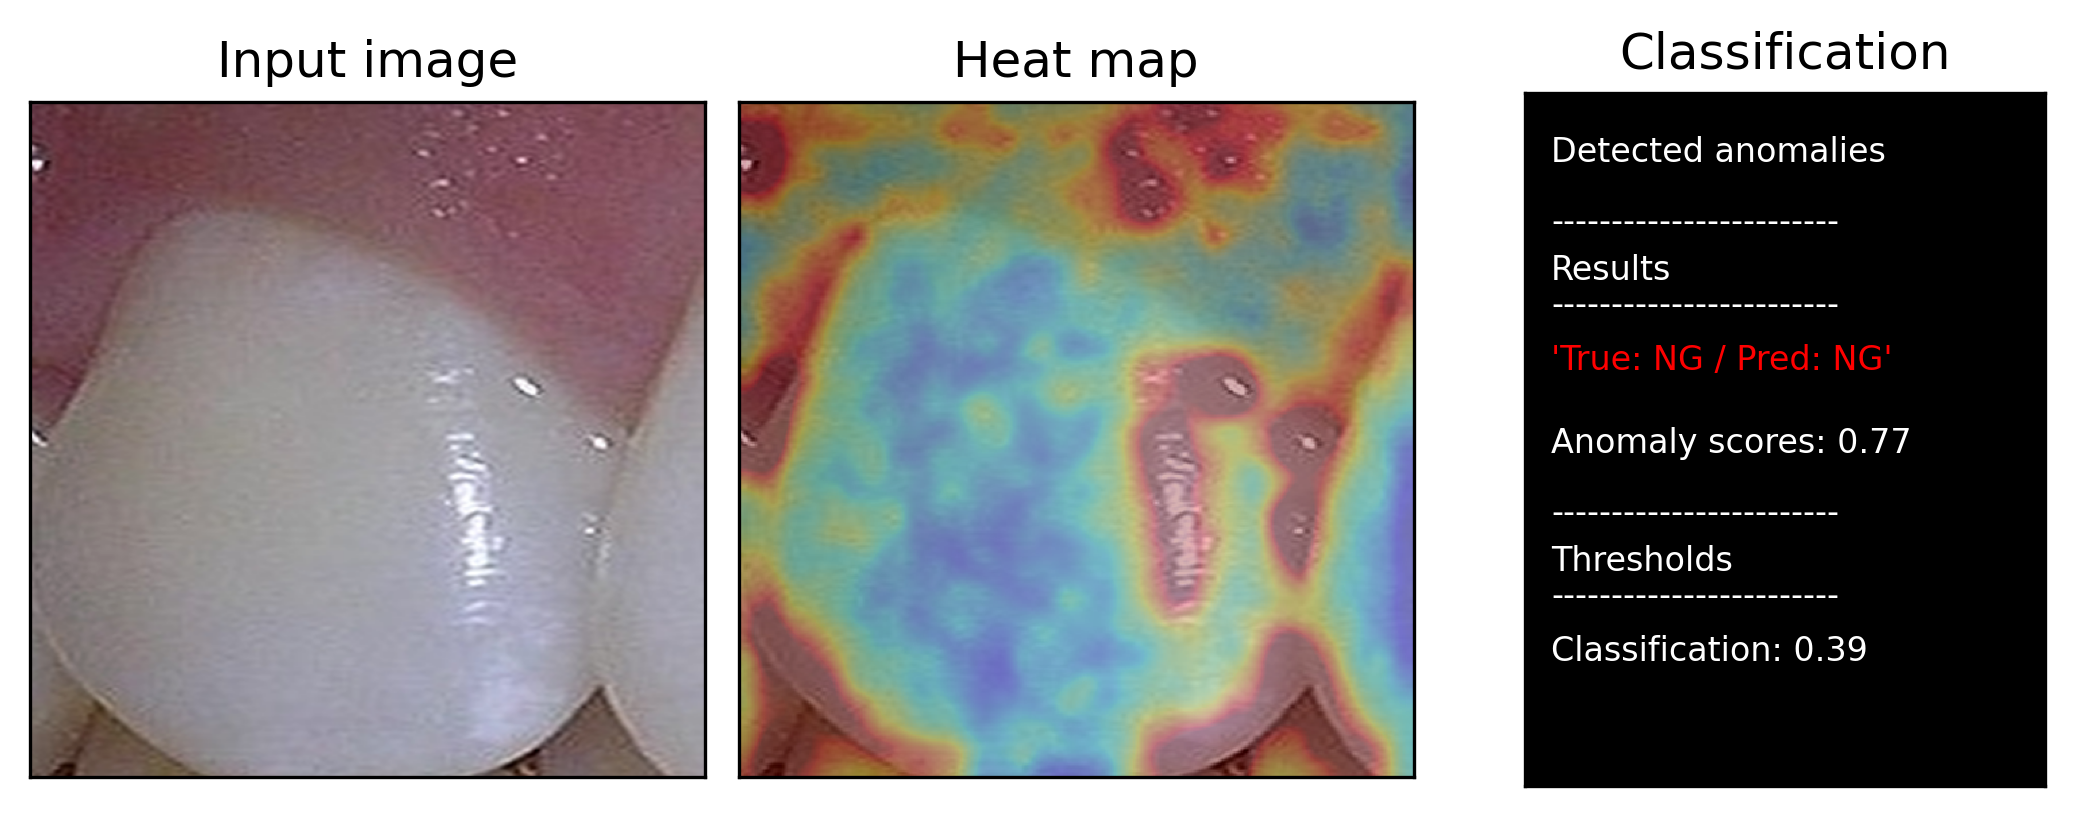 Input image
Heat map
Classification
Detected anomalies
------------------------
Results
------------------------
'True: NG / Pred: NG'
Anomaly scores: 0.77
------------------------
Thresholds
------------------------
Classification: 0.39